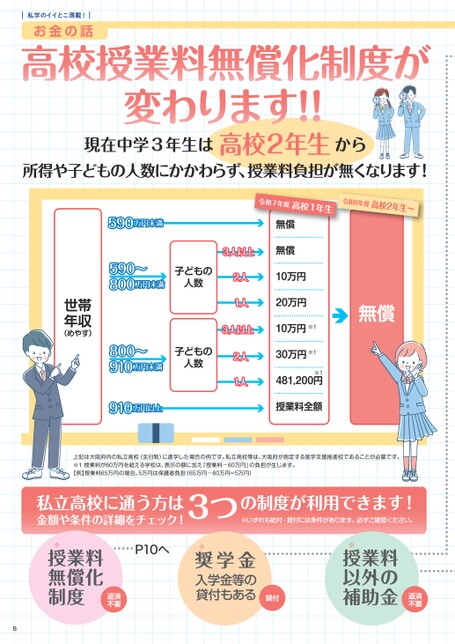 私学のイイとこ満載！
お金の話
高校授業料無償化制度が
変わります!!
現在中学３年生は 高校２年生 から
所得や子どもの人数にかかわらず、授業料負担が無くなります！
令和7年度 高校1年生
令和8年度 高校2年生～
世帯
年収
(めやす)
590万円未満
無償
590～
800万円未満
子どもの
人数
3人以上
無償
2人
10万円
1人
20万円
800～
910万円未満
子どもの
人数
3人以上
10万円※1
2人
30万円※1
1人
481,200円※1
910万円以上
授業料全額
無償
上記は大阪府内の私立高校（全日制）に進学した場合の例です。私立高校等は、大阪府が指定する就学支援推進校であることが必要です。
※1 授業料が60万円を超える学校は、表示の額に加え「授業料－60万円」の負担が生じます。
【例】授業料65万円の場合、5万円は保護者負担（65万円－60万円＝5万円）
私立高校に通う方は 3つ の制度が利用できます！
金額や条件の詳細をチェック！
※いずれも給付・貸付には条件があります。必ずご確認ください。
授業料
無償化
制度
返済
不要
P10へ
奨学金
入学金等の
貸付もある
貸付
授業料
以外の
補助金
返済
不要
8